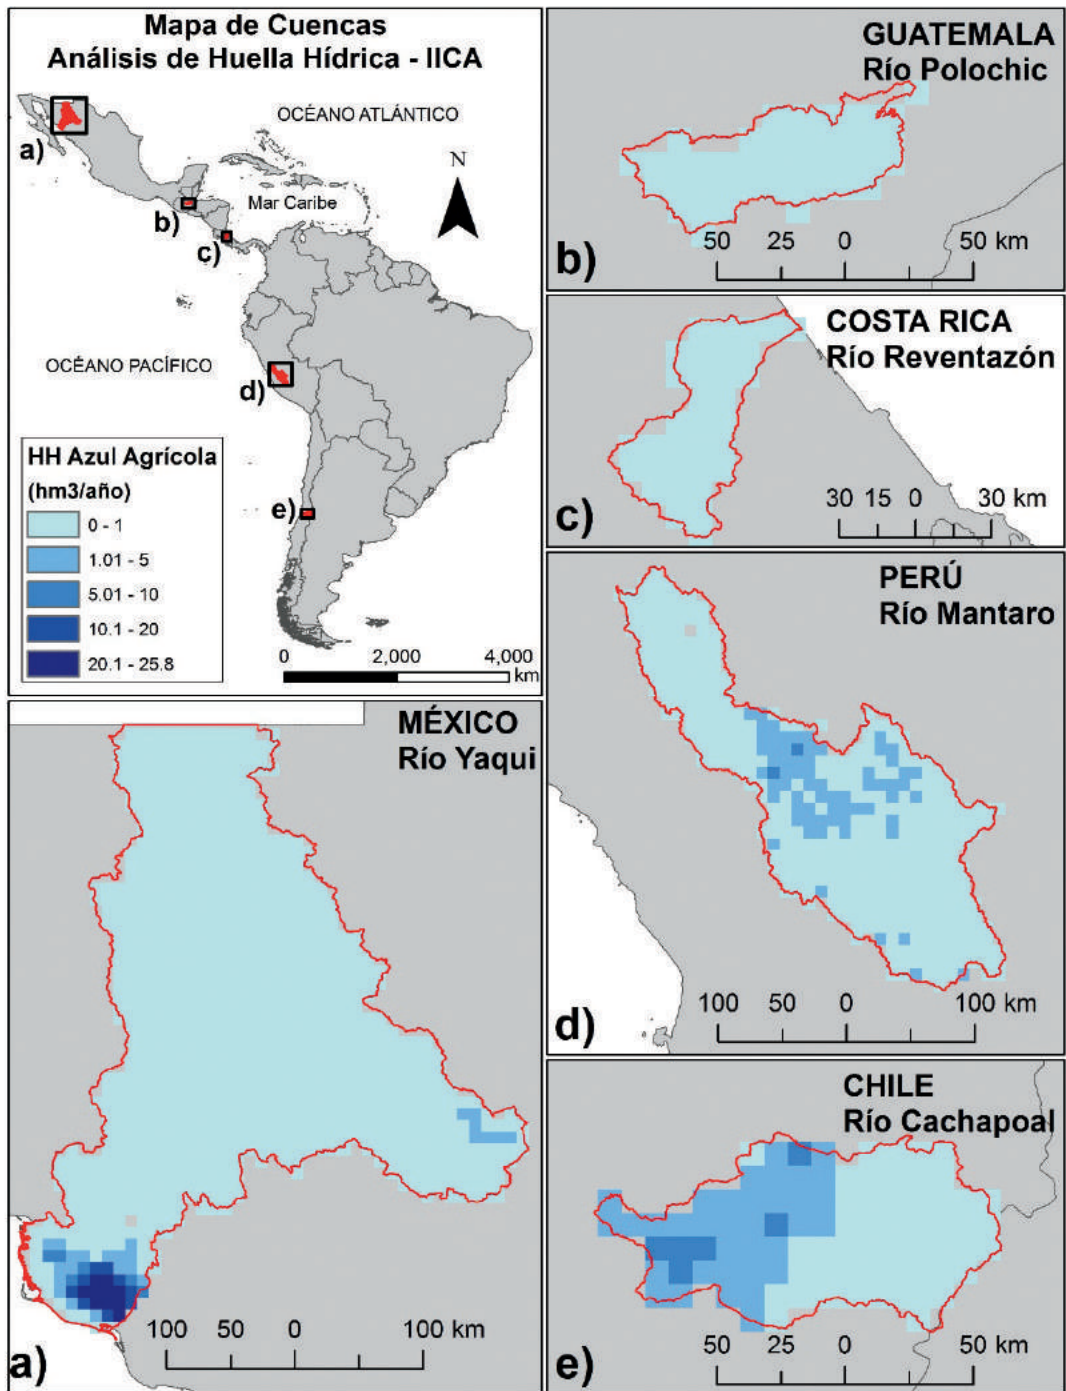 Mapa de Cuencas
Análisis de Huella Hídrica - IICA
OCÉANO ATLÁNTICO
a)
N
Mar Caribe
b)
c)
OCÉANO PACÍFICO
d)
HH Azul Agrícola
(hm3/año)
0 - 1
1.01 - 5
5.01 - 10
10.1 - 20
20.1 - 25.8
e)
0 2,000 4,000
km
GUATEMALA
Río Polochic
50 25 0 50 km
b)
COSTA RICA
Río Reventazón
30 15 0 30 km
c)
PERÚ
Río Mantaro
100 50 0 100 km
d)
MÉXICO
Río Yaqui
100 50 0 100 km
a)
CHILE
Río Cachapoal
50 25 0 50 km
e)